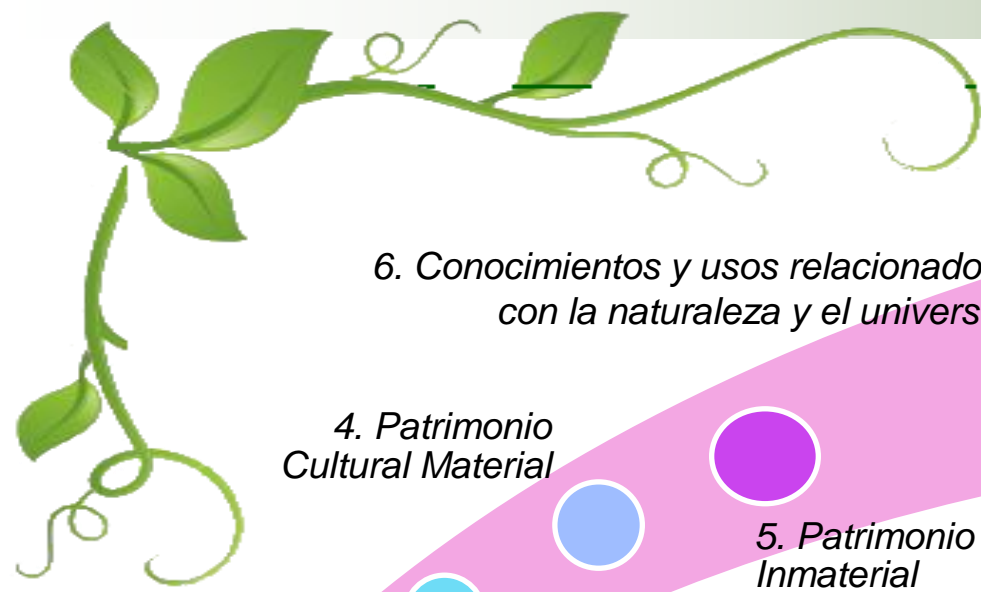 6. Conocimientos y usos relacionado
con la naturaleza y el univers
4. Patrimonio
Cultural Material
5. Patrimonio
Inmaterial